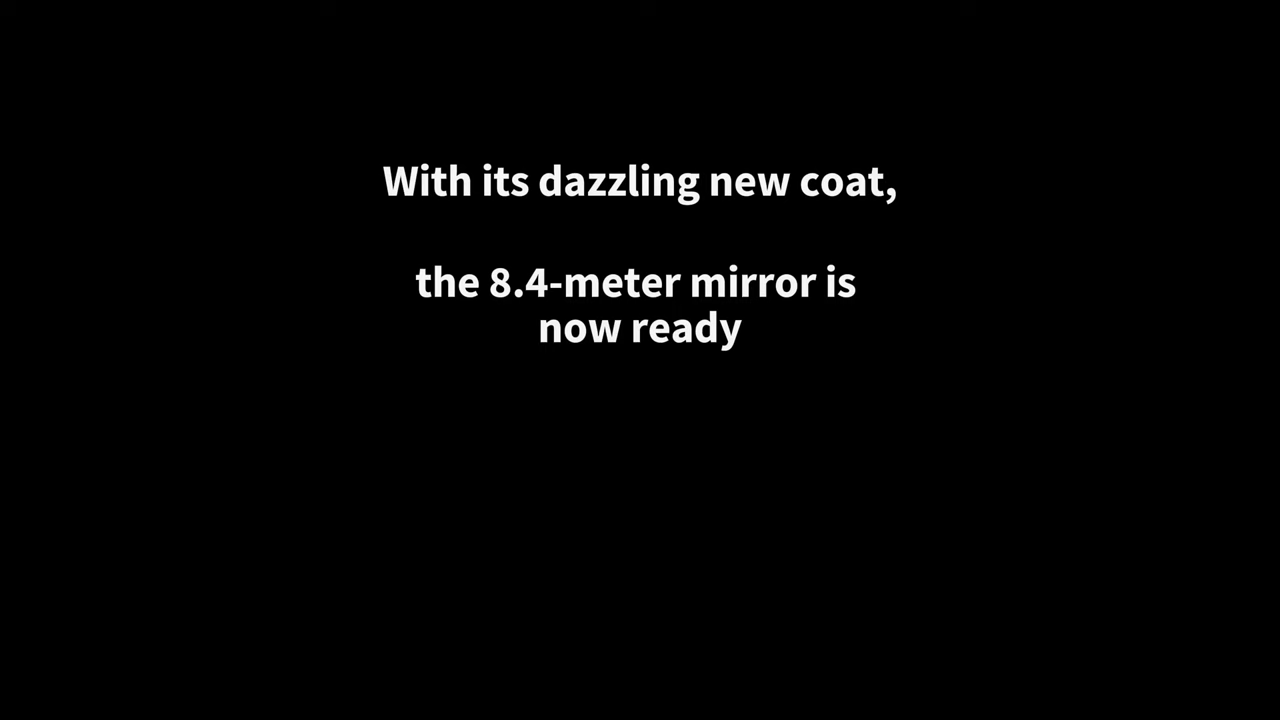 With its dazzling new coat,
the 8.4-meter mirror is
now ready